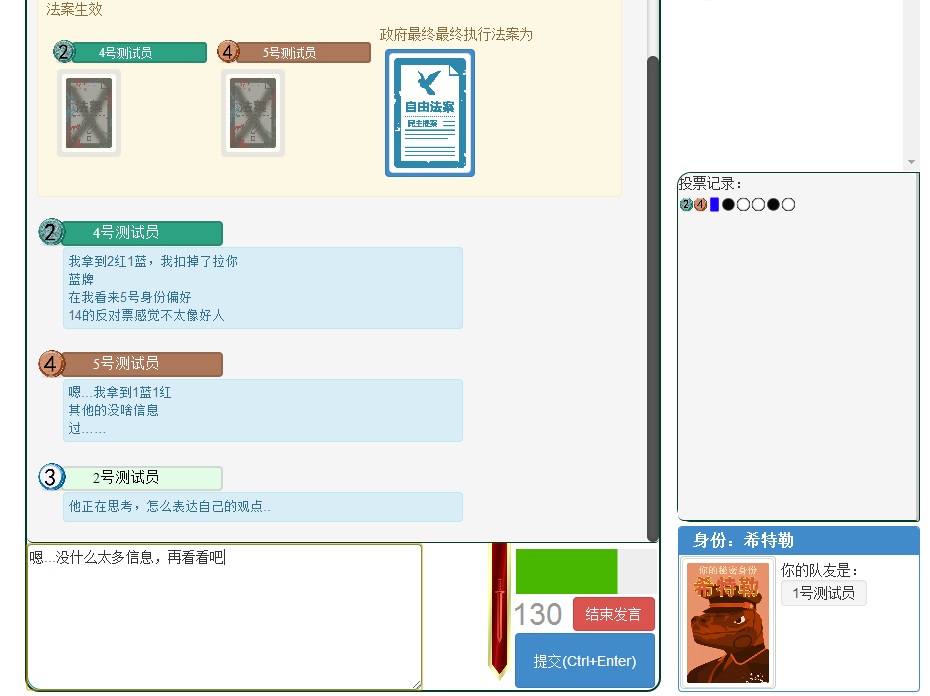 法案生效
政府最终最终执行法案为
2 4号测试员
4 5号测试员
法案
法案
自由法案
民主提案
2 4号测试员
我拿到2红1蓝，我扣掉了拉你
蓝牌
在我看来5号身份偏好
14的反对票感觉不太像好人
4 5号测试员
嗯...我拿到1蓝1红
其他的没啥信息
过……
3 2号测试员
他正在思考，怎么表达自己的观点..
嗯...没什么太多信息，再看看吧
130
结束发言
提交(Ctrl+Enter)
投票记录：
2 4
身份：希特勒
你的秘密身份
希特勒
你的队友是：
1号测试员